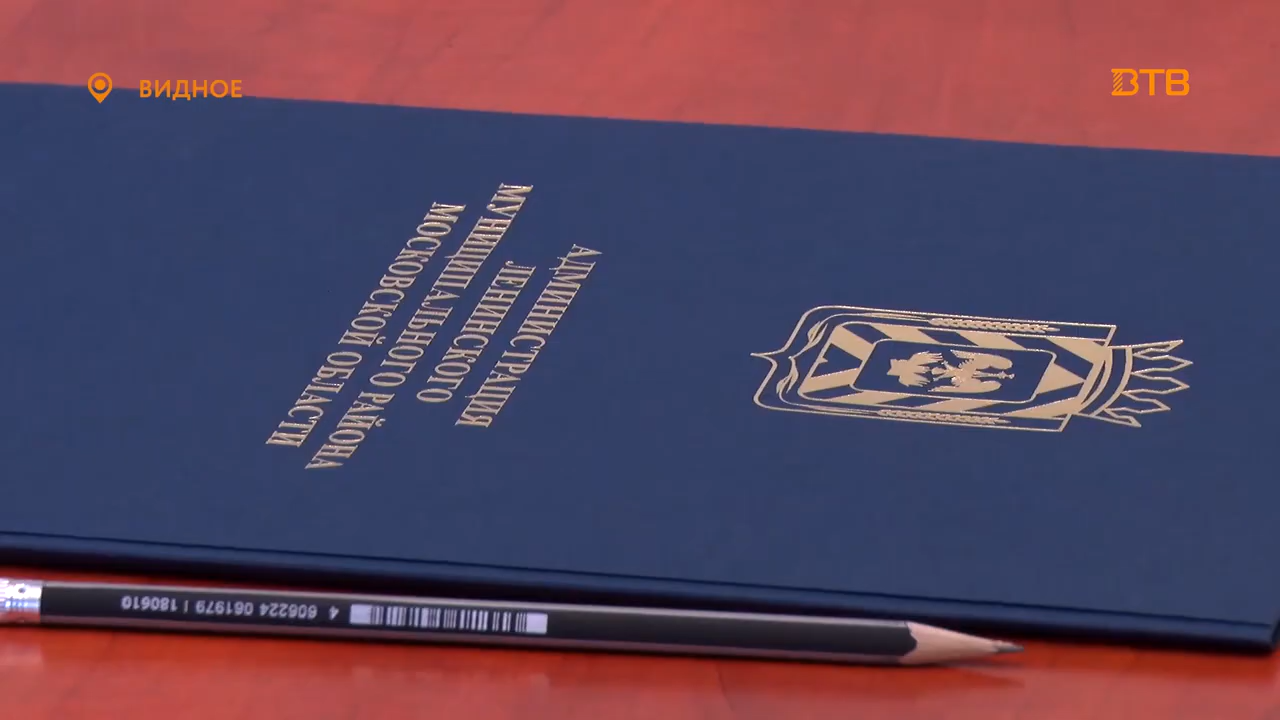 ВИДНОЕ
ВТВ
АДМИНИСТРАЦИЯ
ЛЕНИНСКОГО
МУНИЦИПАЛЬНОГО РАЙОНА
МОСКОВСКОЙ ОБЛАСТИ
4 606224 061979 | 180610